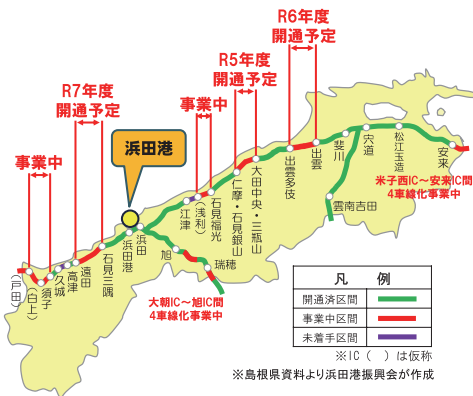 R6年度
開通予定
R5年度
開通予定
R7年度
開通予定
事業中
事業中
浜田港
(戸田)
(白上)
須子
久城
高津
遠田
石見三隅
浜田港
浜田
旭
瑞穂
江津
(浅利)
石見福光
仁摩・石見銀山
大田中央・三瓶山
出雲多伎
出雲
斐川
宍道
松江玉造
安来
雲南吉田
米子西IC～安来IC間
4車線化事業中
大朝IC～旭IC間
4車線化事業中
凡 例
開通済区間
事業中区間
未着手区間
※IC ( ) は仮称
※島根県資料より浜田港振興会が作成